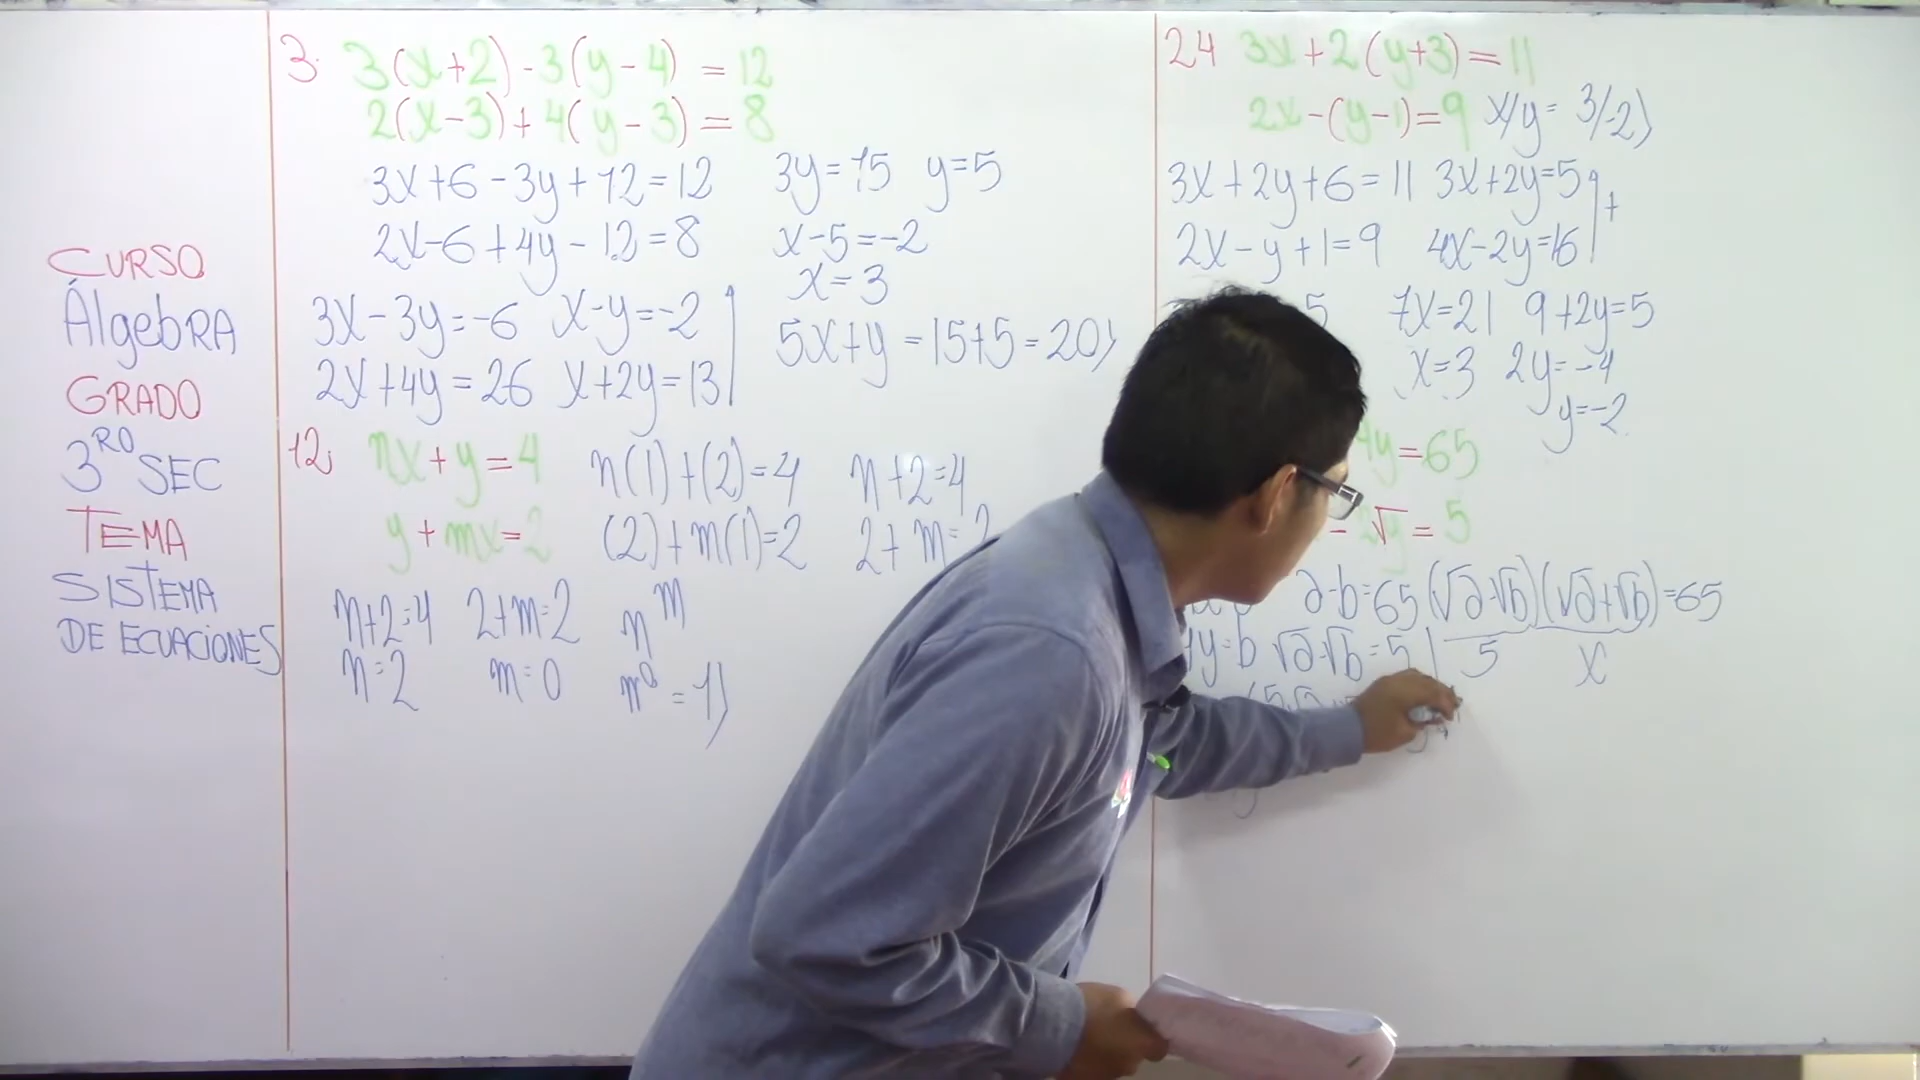 CURSO
Álgebra
GRADO
3RO SEC
TEMA
SISTEMA
DE ECUACIONES
3. 3(x+2)-3(y-4) = 12
2(x-3)+4(y-3) = 8
3x+6-3y+12=12
2x-6+4y-12=8
3x-3y=-6 x-y=-2
2x+4y=26 x+2y=13
3y=15 y=5
x-5=-2
x=3
5x+y=15+5=20
12. nx+y=4
y+mx=2
n(1)+(2)=4 n+2=4
(2)+m(1)=2 2+m=2
n+2=4 2+m=2 n^m
n=2 m=0 n^0=1
24 3x+2(y+3)=11
2x-(y-1)=9 x/y=3/-2
3x+2y+6=11 3x+2y=5
2x-y+1=9 4x-2y=16 +
5 7x=21 9+2y=5
x=3 2y=-4
y=-2
4y=65
- √2y = 5
a-b=65 (√a-√b)(√a+√b)=65
y=b √a-√b=5 5 x